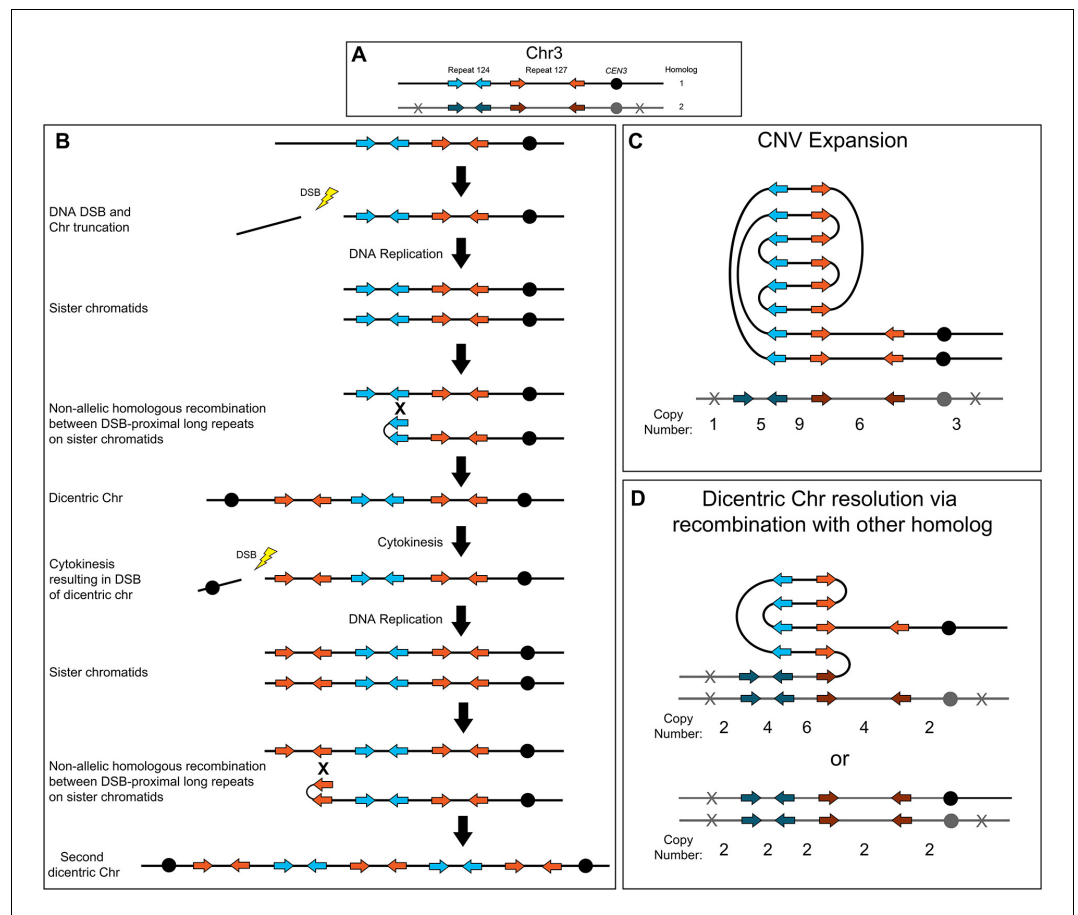 A
Chr3
Repeat 124 Repeat 127 CEN3 Homolog
1
X X 2
B
DSB
DNA DSB and
Chr truncation
DNA Replication
Sister chromatids
Non-allelic homologous recombination
between DSB-proximal long repeats
on sister chromatids
X
Dicentric Chr
Cytokinesis
DSB
Cytokinesis
resulting in DSB
of dicentric chr
DNA Replication
Sister chromatids
Non-allelic homologous recombination
between DSB-proximal long repeats
on sister chromatids
X
Second
dicentric Chr
C
CNV Expansion
X X
Copy
Number: 1 5 9 6 3
D
Dicentric Chr resolution via
recombination with other homolog
X
X X
Copy
Number: 2 4 6 4 2
or
X
X X
Copy
Number: 2 2 2 2 2